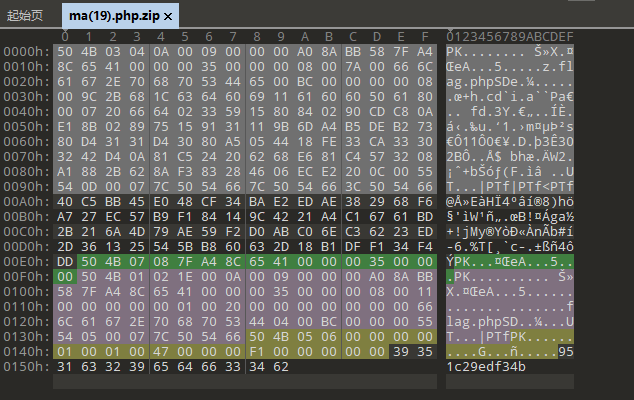 起始页 ma(19).php.zip ×
0 1 2 3 4 5 6 7 8 9 A B C D E F 0123456789ABCDEF
0000h: 50 4B 03 04 0A 00 09 00 00 00 A0 8A BB 58 7F A4 PK........ Š»X.¤
0010h: 8C 65 41 00 00 00 35 00 00 00 08 00 7A 00 66 6C ŒeA...5.....z.fl
0020h: 61 67 2E 70 68 70 53 44 65 00 BC 00 00 00 00 08 ag.phpSDe.¼.....
0030h: 00 9C 2B 68 1C 63 64 60 69 11 61 60 60 50 61 80 .œ+h.cd`i.a``Pa€
0040h: 00 07 20 66 64 02 33 59 15 80 84 02 90 CD C8 0A .. fd.3Y.€„..ÍÈ.
0050h: E1 8B 02 89 75 15 91 31 11 9B 6D A4 B5 DE B2 73 á‹.‰u.‘1.›m¤µÞ²s
0060h: 80 D4 31 31 D4 30 80 A5 05 44 18 FE 33 CA 33 30 €Ô11Ô0€¥.D.þ3Ê30
0070h: 32 42 D4 0A 81 C5 24 20 62 68 E6 81 C4 57 32 08 2BÔ..Å$ bhæ.ÄW2.
0080h: A1 88 2B E2 62 8A F3 83 28 46 06 EC E2 00 55 08 ¡ˆ+âbŠóƒ(F.ìâ.U.
0090h: 54 0D 00 07 7C 50 54 66 7C 50 54 66 3C 50 54 66 T...|PTf|PTf<PTf
00A0h: 40 C5 BB 45 E0 48 CF 34 BA E2 ED AE 38 29 68 F6 @Å»EàHÏ4ºâí®8)hö
00B0h: A7 27 EC 57 B9 F1 84 14 9C 42 21 A4 C1 67 61 BD §'ìW¹ñ„.œB!¤Ága½
00C0h: 2B 21 6A 4D 79 AE 59 F2 D0 AB C0 6E C3 62 23 ED +!jMy®YòÐ«ÀnÃb#í
00D0h: 2D 36 13 25 54 5B B8 60 63 2D 18 B1 DF F1 34 F4 -6.%T[¸`c-.±ßñ4ô
00E0h: DD 50 4B 07 08 7F A4 8C 65 41 00 00 00 35 00 00 ÝPK...¤ŒeA...5..
00F0h: 00 50 4B 01 02 1E 00 0A 00 09 00 00 00 A0 8A BB .PK.......... Š»
0100h: 58 7F A4 8C 65 41 00 00 00 35 00 00 00 08 00 11 X.¤ŒeA...5......
0110h: 00 00 00 00 00 01 00 20 00 00 00 00 00 00 00 66 ....... .......f
0120h: 6C 61 67 2E 70 68 70 53 44 04 00 BC 00 00 00 55 lag.phpSD..¼...U
0130h: 54 05 00 07 7C 50 54 66 50 4B 05 06 00 00 00 00 T...|PTfPK......
0140h: 01 00 01 00 47 00 00 00 F1 00 00 00 00 00 39 35 ....G...ñ.....95
0150h: 31 63 32 39 65 64 66 33 34 62 1c29edf34b